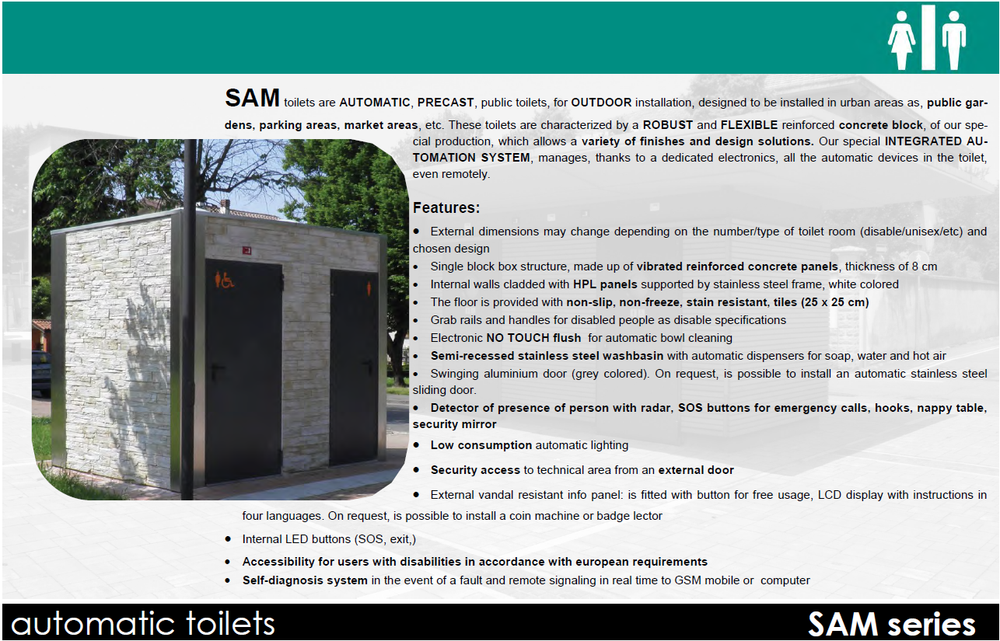 SAM toilets are AUTOMATIC, PRECAST, public toilets, for OUTDOOR installation, designed to be installed in urban areas as, public gar-
dens, parking areas, market areas, etc. These toilets are characterized by a ROBUST and FLEXIBLE reinforced concrete block, of our spe-
cial production, which allows a variety of finishes and design solutions. Our special INTEGRATED AU-
TOMATION SYSTEM, manages, thanks to a dedicated electronics, all the automatic devices in the toilet,
even remotely.
Features:
• External dimensions may change depending on the number/type of toilet room (disable/unisex/etc) and
chosen design
• Single block box structure, made up of vibrated reinforced concrete panels, thickness of 8 cm
• Internal walls cladded with HPL panels supported by stainless steel frame, white colored
• The floor is provided with non-slip, non-freeze, stain resistant, tiles (25 x 25 cm)
• Grab rails and handles for disabled people as disable specifications
• Electronic NO TOUCH flush for automatic bowl cleaning
• Semi-recessed stainless steel washbasin with automatic dispensers for soap, water and hot air
• Swinging aluminium door (grey colored). On request, is possible to install an automatic stainless steel
sliding door.
• Detector of presence of person with radar, SOS buttons for emergency calls, hooks, nappy table,
security mirror
• Low consumption automatic lighting
• Security access to technical area from an external door
• External vandal resistant info panel: is fitted with button for free usage, LCD display with instructions in
four languages. On request, is possible to install a coin machine or badge lector
• Internal LED buttons (SOS, exit,)
• Accessibility for users with disabilities in accordance with european requirements
• Self-diagnosis system in the event of a fault and remote signaling in real time to GSM mobile or computer
automatic toilets
SAM series